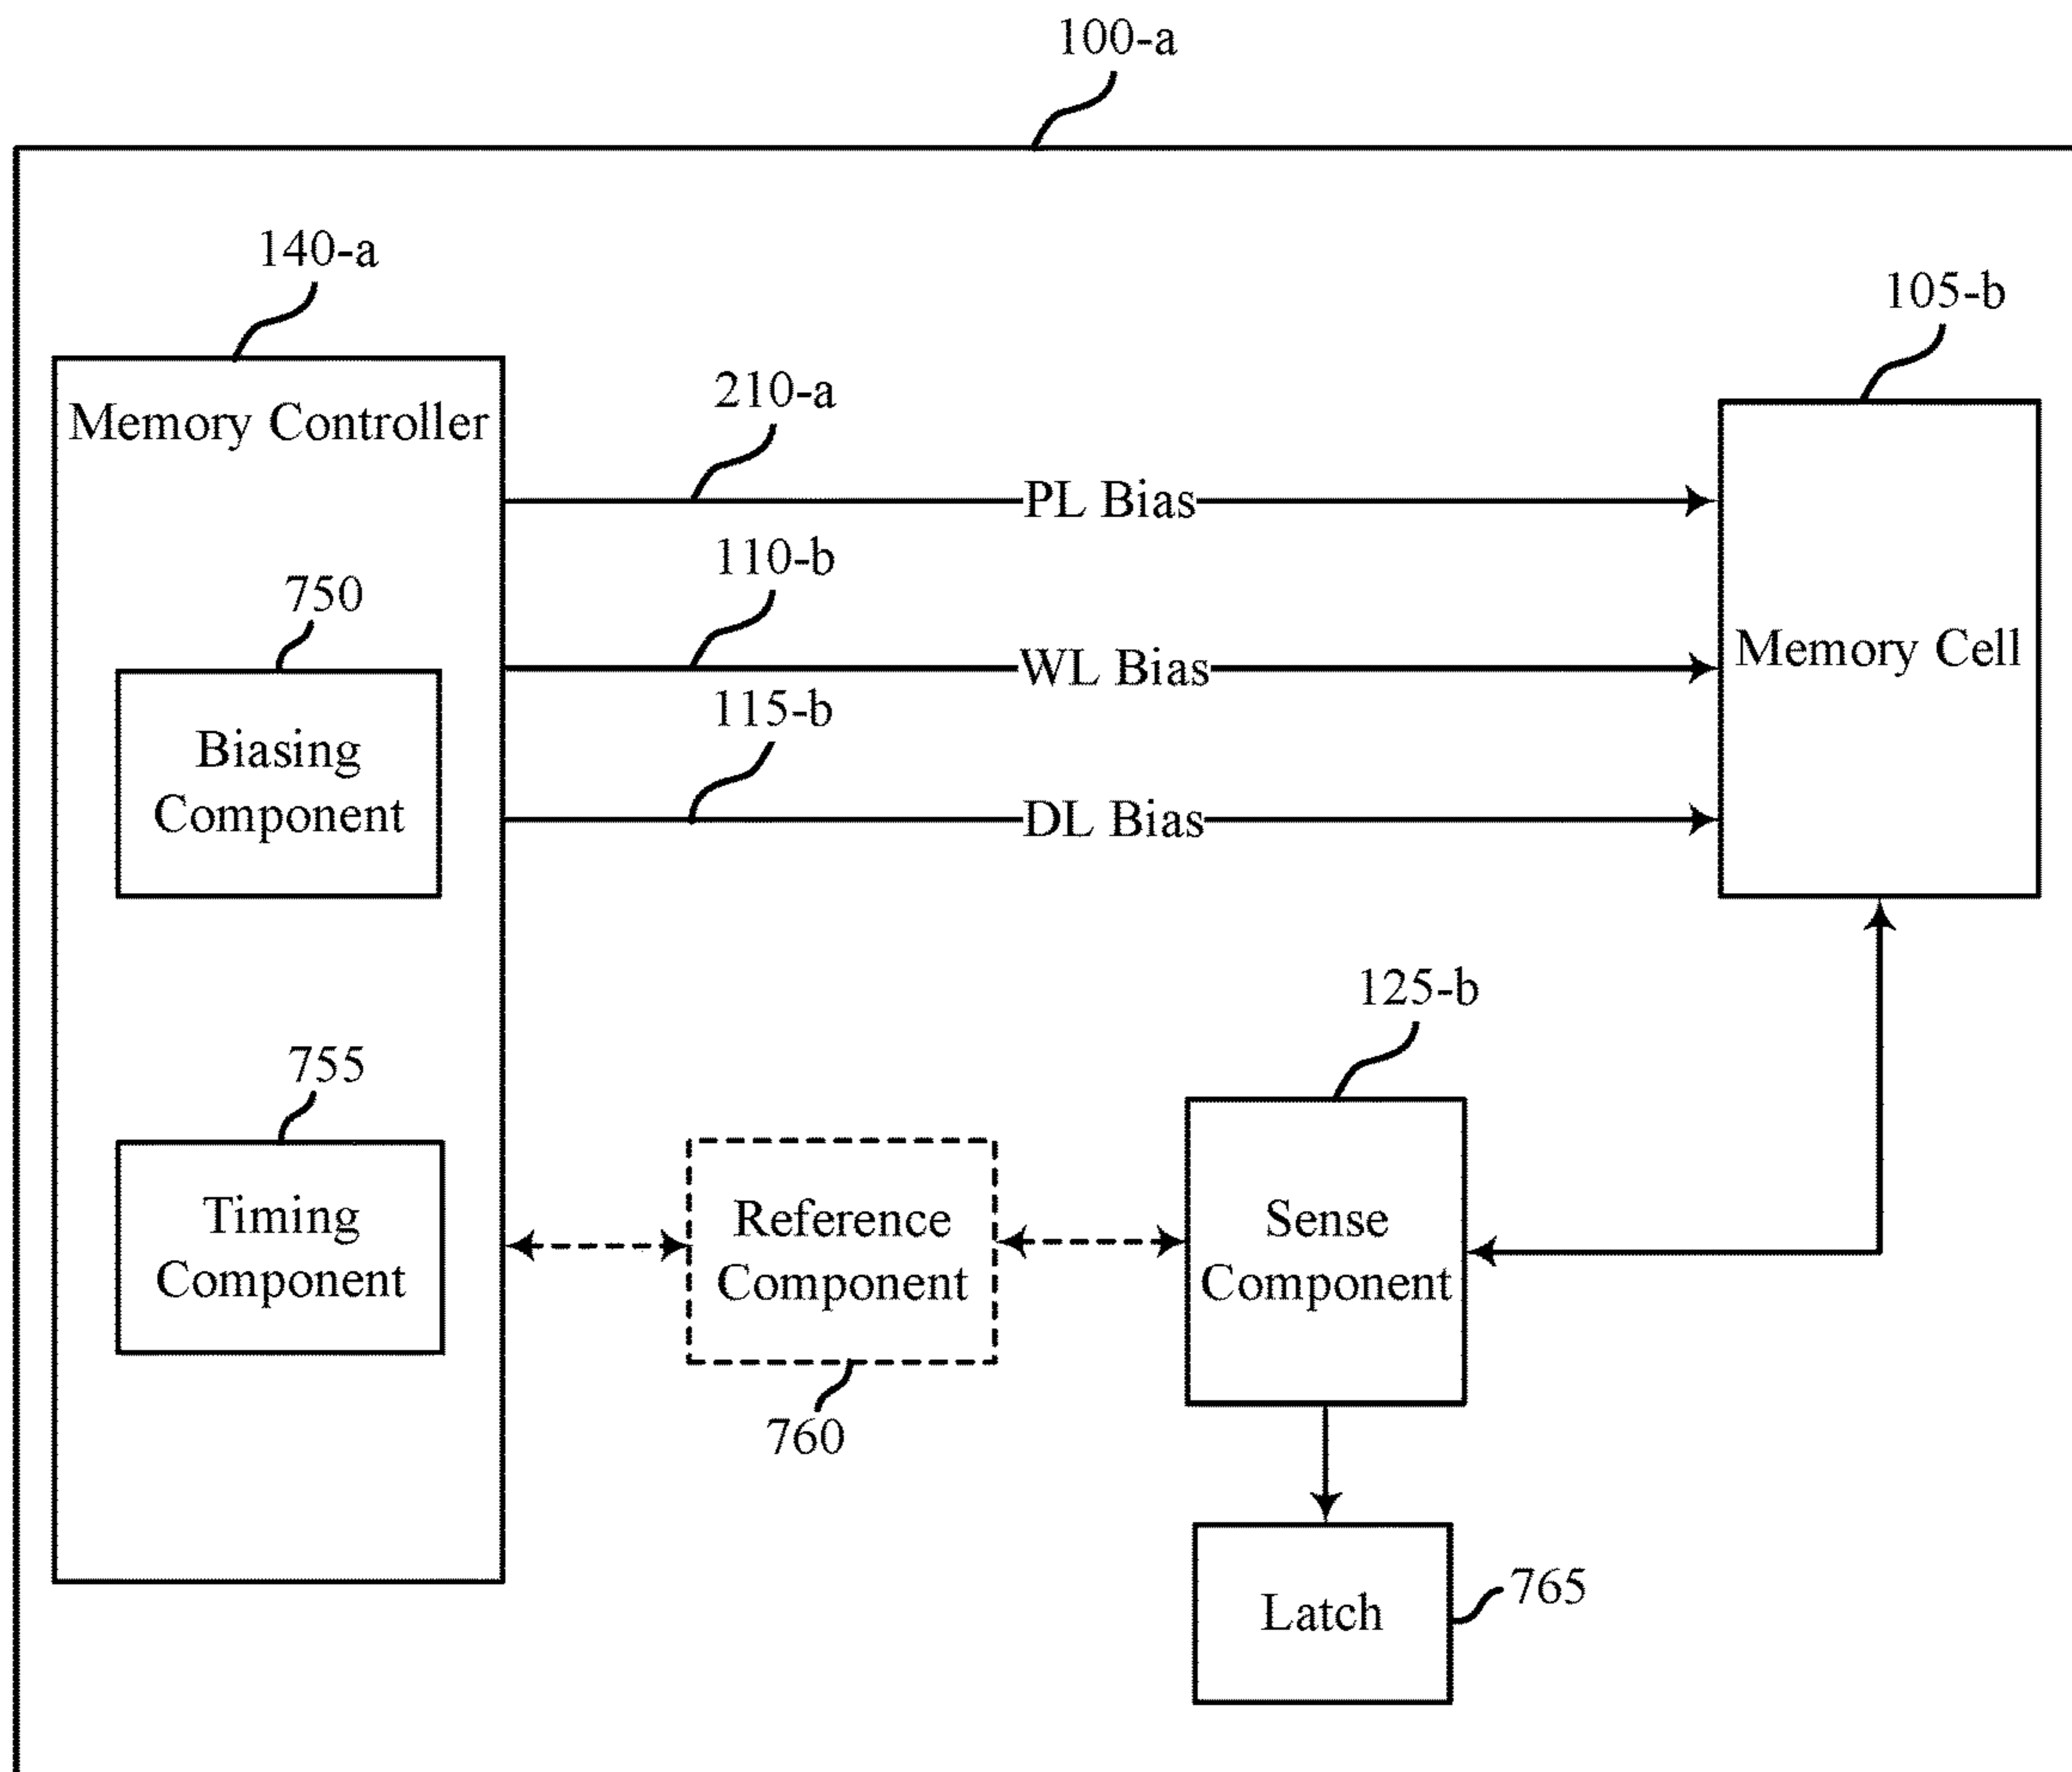 100-a
140-a
105-b
Memory Controller
210-a
PL Bias
110-b
750
WL Bias
Memory Cell
115-b
Biasing
Component
DL Bias
125-b
755
Timing
Component
Reference
Component
Sense
Component
760
765
Latch